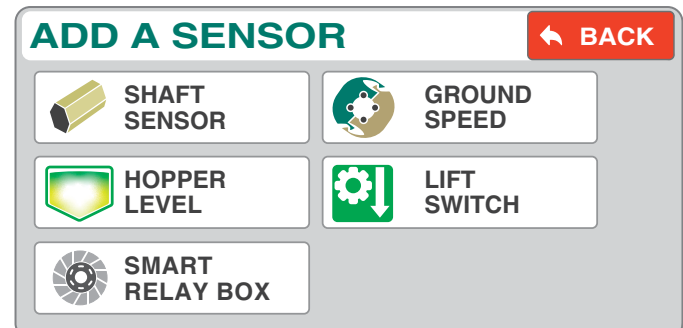 ADD A SENSOR
BACK
SHAFT
SENSOR
GROUND
SPEED
HOPPER
LEVEL
LIFT
SWITCH
SMART
RELAY BOX